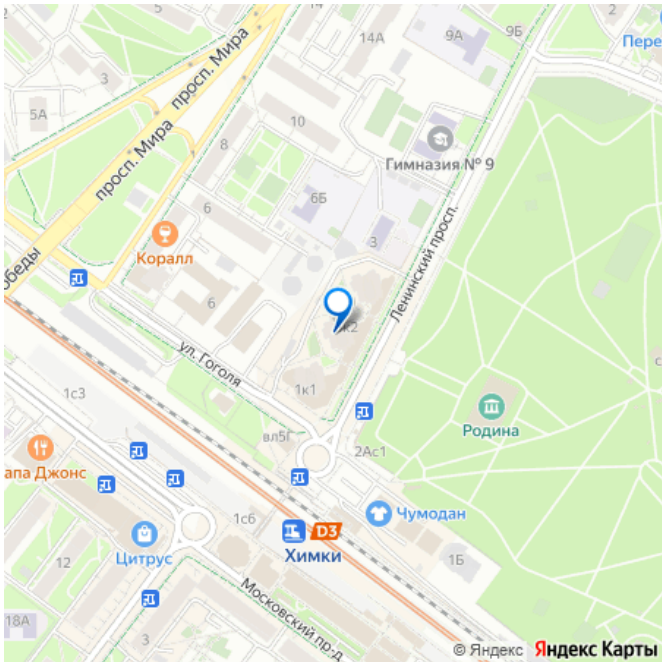 5
14
14А
9А
9Б
Пере
3
просп. Мира
5А
просп. Мира
8
10
Гимназия № 9
6Б
6
3
Коралл
обеды
6
Ленинский просп.
к2
ул. Гоголя
1с3
1к1
Родина
вл5Г
2Ас1
апа Джонс
Чумодан
1с6
D3
Химки
Цитрус
12
1Б
Московский пр-д
18А
3
© Яндекс Яндекс Карты